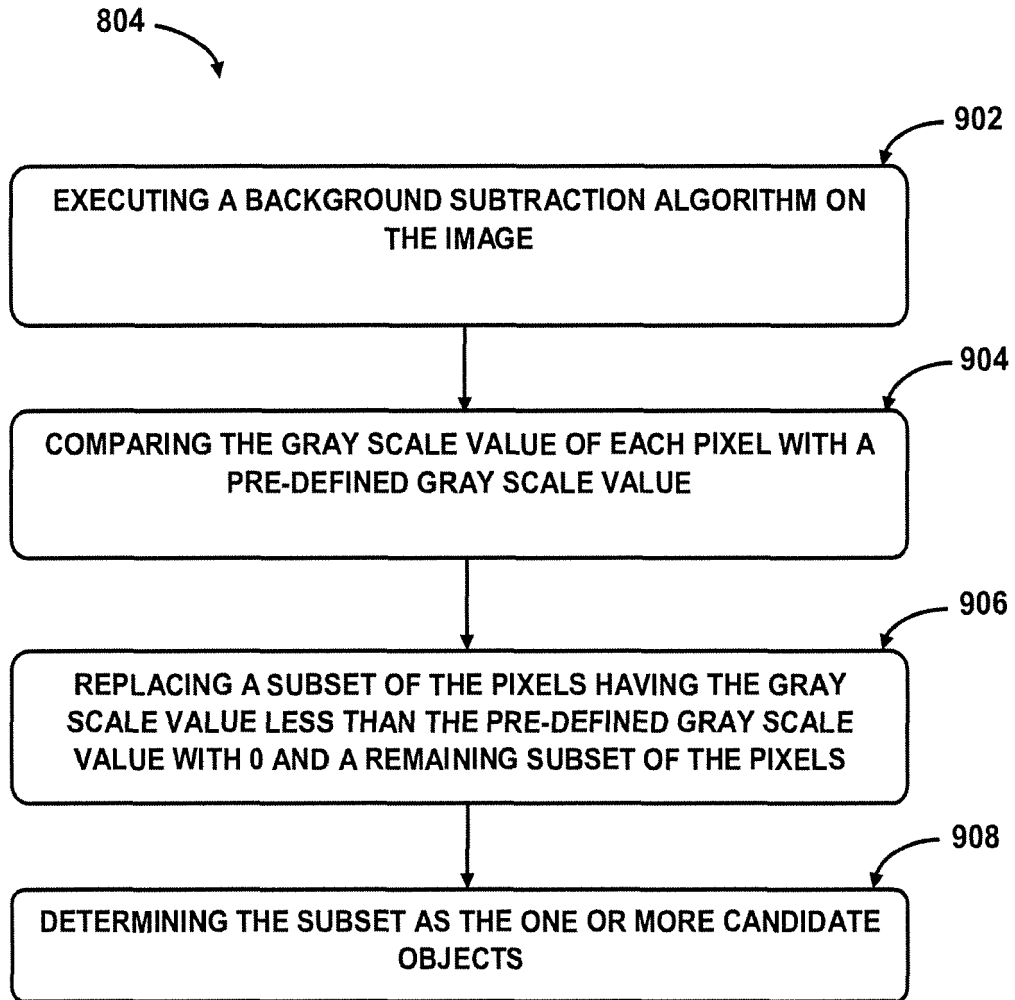 804
902
EXECUTING A BACKGROUND SUBTRACTION ALGORITHM ON
THE IMAGE
904
COMPARING THE GRAY SCALE VALUE OF EACH PIXEL WITH A
PRE-DEFINED GRAY SCALE VALUE
906
REPLACING A SUBSET OF THE PIXELS HAVING THE GRAY
SCALE VALUE LESS THAN THE PRE-DEFINED GRAY SCALE
VALUE WITH 0 AND A REMAINING SUBSET OF THE PIXELS
908
DETERMINING THE SUBSET AS THE ONE OR MORE CANDIDATE
OBJECTS